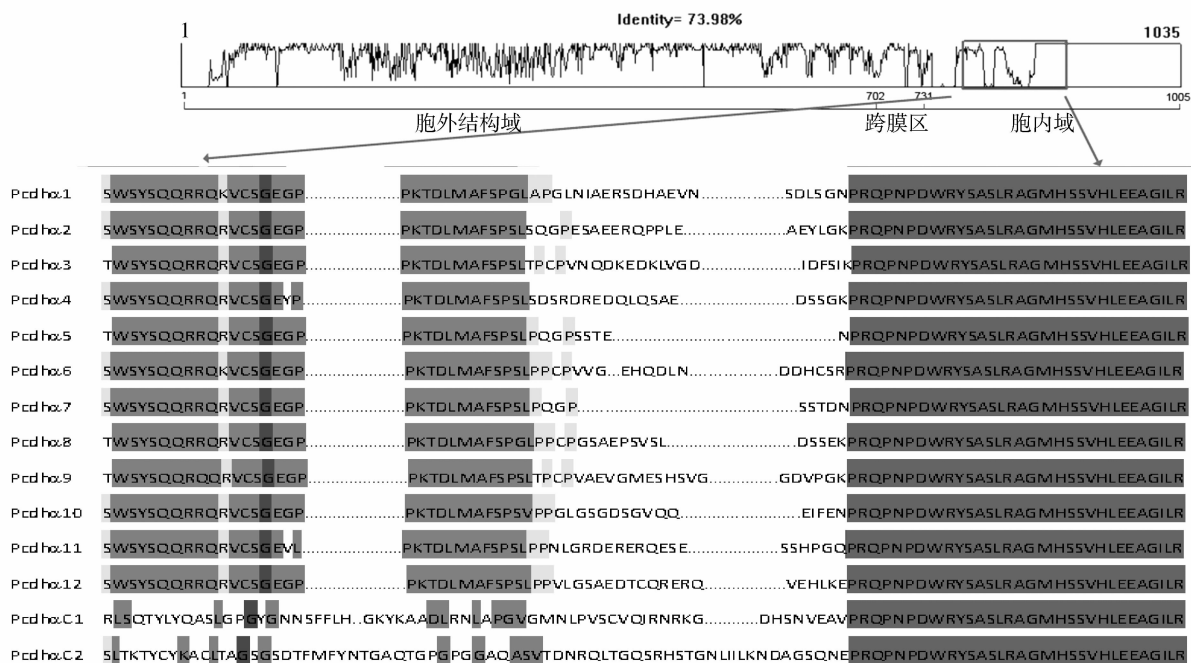 Identity= 73.98%
1 1035
1 702 731 1005
胞外结构域 跨膜区 胞内域
Pcdhα1 SWSYSQQRRQKVCSGEGP....................PKTDLMAFSPGLAPGLNIAERSDHAEVN..................SDLSGNPRQPNPDWRYSASLRAGMHSSVHLEEAGILR
Pcdhα2 SWSYSQQRRQRVCSGEGP....................PKTDLMAFSPSLSQGPESAEERQPPLE......................AEYLGKPRQPNPDWRYSASLRAGMHSSVHLEEAGILR
Pcdhα3 TWSYSQQRRQRVCSGEGP....................PKTDLMAFSPSLTPCPVNQDKEDKLVGD.....................IDFSIKPRQPNPDWRYSASLRAGMHSSVHLEEAGILR
Pcdhα4 SWSYSQQRRQRVCSGEYP.....................PKTDLMAFSPSLSDSRDREDQLQSAE........................DSSGKPRQPNPDWRYSASLRAGMHSSVHLEEAGILR
Pcdhα5 TWSYSQQRRQRVCSGEGP....................PKTDLMAFSPSLPQGPSSTE................................................NPRQPNPDWRYSASLRAGMHSSVHLEEAGILR
Pcdhα6 SWSYSQQRRQKVCSGEGP.....................PKTDLMAFSPSLPPCPVVG...EHQDLN...................DDHCSRPRQPNPDWRYSASLRAGMHSSVHLEEAGILR
Pcdhα7 SWSYSQQRRQRVCSGEGP.....................PKTDLMAFSPSLPQGP..............................................SSTDNPRQPNPDWRYSASLRAGMHSSVHLEEAGILR
Pcdhα8 TWSYSQQRRQRVCSGEGP....................PKTDLMAFSPGLPPCPGSAEPSVSL...........................DSSEKPRQPNPDWRYSASLRAGMHSSVHLEEAGILR
Pcdhα9 TWSYSQQRQQRVCSGEGP.....................PKTDLMAFSPSLTPCPVAEVGMESHSVG...............GDVPGKPRQPNPDWRYSASLRAGMHSSVHLEEAGILR
Pcdhα10 SWSYSQQRRQRVCSGEGP....................PKTDLMAFSPSVPPGLGSGDSGVQQ..........................EIFENPRQPNPDWRYSASLRAGMHSSVHLEEAGILR
Pcdhα11 SWSYSQQRRQRVCSGEVL....................PKTDLMAFSPSLPPNLGRDERERQESE....................SSHPGQPRQPNPDWRYSASLRAGMHSSVHLEEAGILR
Pcdhα12 SWSYSQQRRQRVCSGEGP.....................PKTDLMAFSPSLPPVLGSAEDTCQRERQ.................VEHLKEPRQPNPDWRYSASLRAGMHSSVHLEEAGILR
PcdhαC1 RLSQTYLYQASLGPGYGNNSFFLH..GKYKAADLRNLAPGVGMNLPVSCVQIRNRKG............DHSNVEAVPRQPNPDWRYSASLRAGMHSSVHLEEAGILR
PcdhαC2 SLTKTYCYKACLTAGSGSDTFMFYNTGAQTGPGPGGAQASVTDNRQLTGQSRHSTGNLIILKNDAGSQNEPRQPNPDWRYSASLRAGMHSSVHLEEAGILR